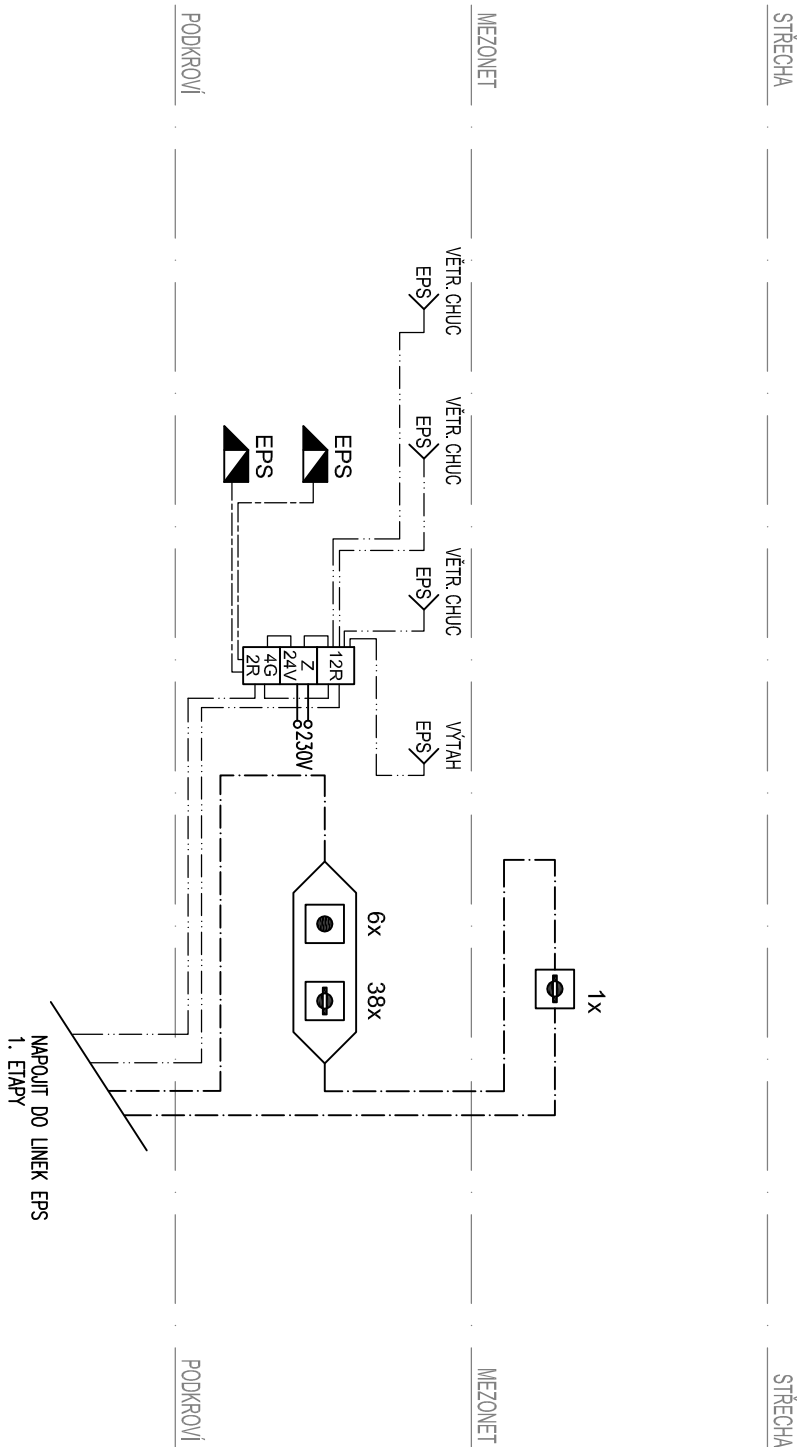 STŘECHA
STŘECHA
1x
MEZONET
MEZONET
VĚTR. CHUC
EPS
VĚTR. CHUC
EPS
VĚTR. CHUC
EPS
VÝTAH
EPS
EPS
EPS
12R
Z
24V
4G
2R
230V
6x
38x
PODKROVÍ
PODKROVÍ
NAPOJIT DO LINEK EPS
1. ETAPY